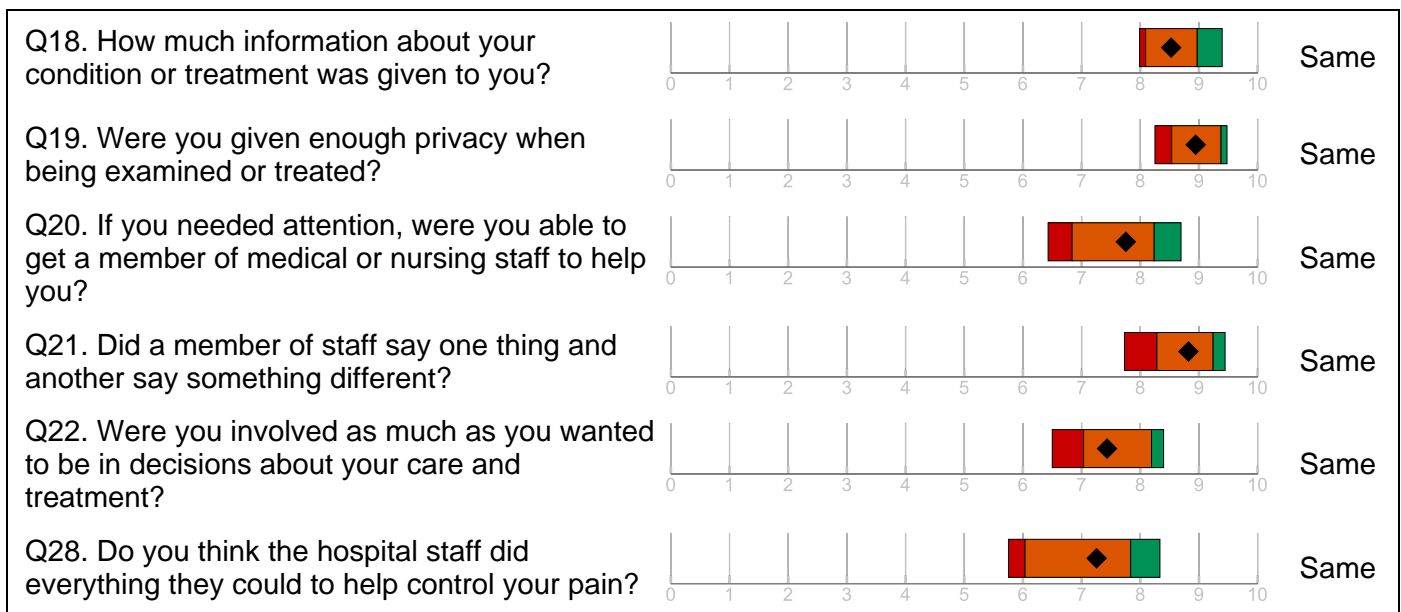 Q18. How much information about your
condition or treatment was given to you?
Same
0 1 2 3 4 5 6 7 8 9 10
Q19. Were you given enough privacy when
being examined or treated?
Same
0 1 2 3 4 5 6 7 8 9 10
Q20. If you needed attention, were you able to
get a member of medical or nursing staff to help
you?
Same
0 1 2 3 4 5 6 7 8 9 10
Q21. Did a member of staff say one thing and
another say something different?
Same
0 1 2 3 4 5 6 7 8 9 10
Q22. Were you involved as much as you wanted
to be in decisions about your care and
treatment?
Same
0 1 2 3 4 5 6 7 8 9 10
Q28. Do you think the hospital staff did
everything they could to help control your pain?
Same
0 1 2 3 4 5 6 7 8 9 10